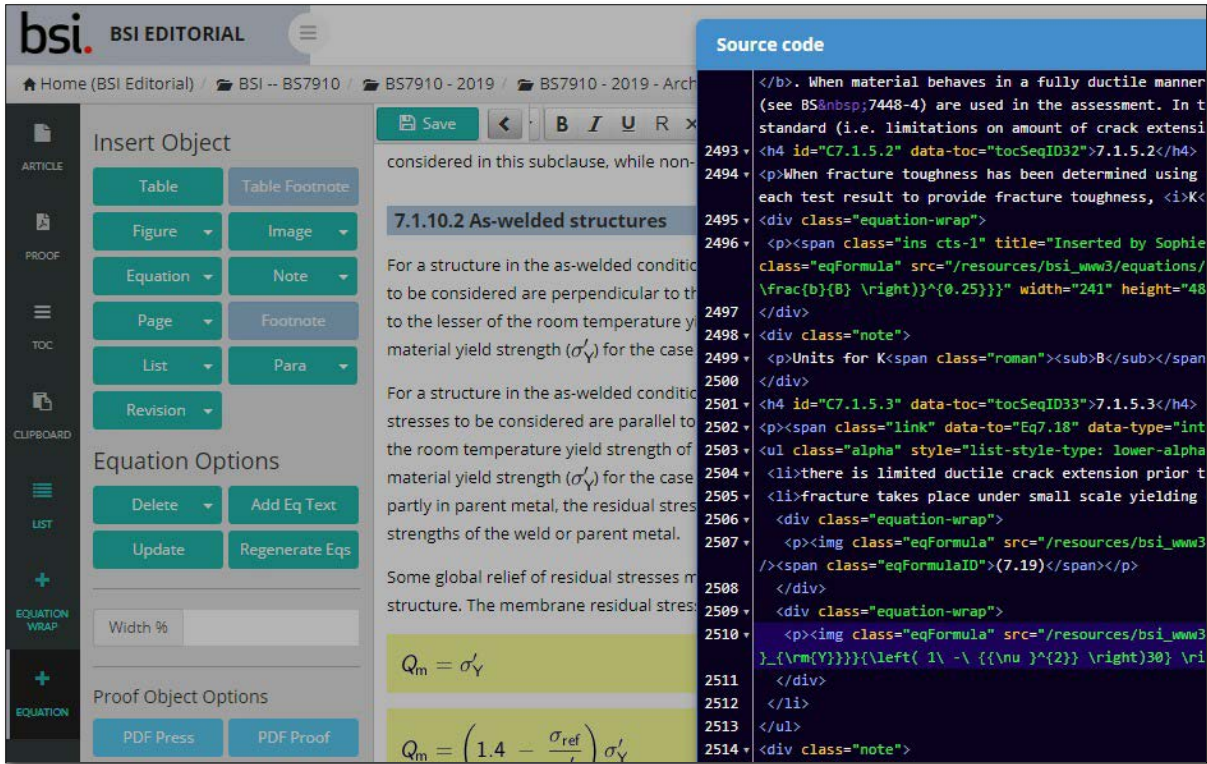 bsi. BSI EDITORIAL
Home (BSI Editorial) / BSI -- BS7910 / BS7910 - 2019 / BS7910 - 2019 - Arch
ARTICLE
PROOF
TOC
CLIPBOARD
LIST
EQUATION
WRAP
EQUATION
Insert Object
Table Table Footnote
Figure Image
Equation Note
Page Footnote
List Para
Revision
Equation Options
Delete Add Eq Text
Update Regenerate Eqs
Width %
Proof Object Options
PDF Press PDF Proof
Save B I U R
considered in this subclause, while non-
7.1.10.2 As-welded structures
For a structure in the as-welded conditio
to be considered are perpendicular to th
to the lesser of the room temperature yi
material yield strength (σ′Y) for the case
For a structure in the as-welded conditio
stresses to be considered are parallel to
the room temperature yield strength of
material yield strength (σ′Y) for the case
partly in parent metal, the residual stres
strengths of the weld or parent metal.
Some global relief of residual stresses m
structure. The membrane residual stres
Qm = σ′Y
Qm = (1.4 − σref ) σ′Y
Source code
</b>. When material behaves in a fully ductile manner
(see BS&nbsp;7448-4) are used in the assessment. In t
standard (i.e. limitations on amount of crack extensi
2493 <h4 id="C7.1.5.2" data-toc="tocSeqID32">7.1.5.2</h4>
2494 <p>When fracture toughness has been determined using
each test result to provide fracture toughness, <i>K<
2495 <div class="equation-wrap">
2496 <p><span class="ins cts-1" title="Inserted by Sophie
class="eqFormula" src="/resources/bsi_www3/equations/
\frac{b}{B} \right)}^{0.25}}}" width="241" height="48
2497 </div>
2498 <div class="note">
2499 <p>Units for K<span class="roman"><sub>B</sub></span
2500 </div>
2501 <h4 id="C7.1.5.3" data-toc="tocSeqID33">7.1.5.3</h4>
2502 <p><span class="link" data-to="Eq7.18" data-type="int
2503 <ul class="alpha" style="list-style-type: lower-alpha
2504 <li>there is limited ductile crack extension prior t
2505 <li>fracture takes place under small scale yielding
2506 <div class="equation-wrap">
2507 <p><img class="eqFormula" src="/resources/bsi_www3
/><span class="eqFormulaID">(7.19)</span></p>
2508 </div>
2509 <div class="equation-wrap">
2510 <p><img class="eqFormula" src="/resources/bsi_www3
}_{\rm{Y}}}}{\left( 1\ -\ {{\nu }^{2}} \right)30} \ri
2511 </div>
2512 </li>
2513 </ul>
2514 <div class="note">